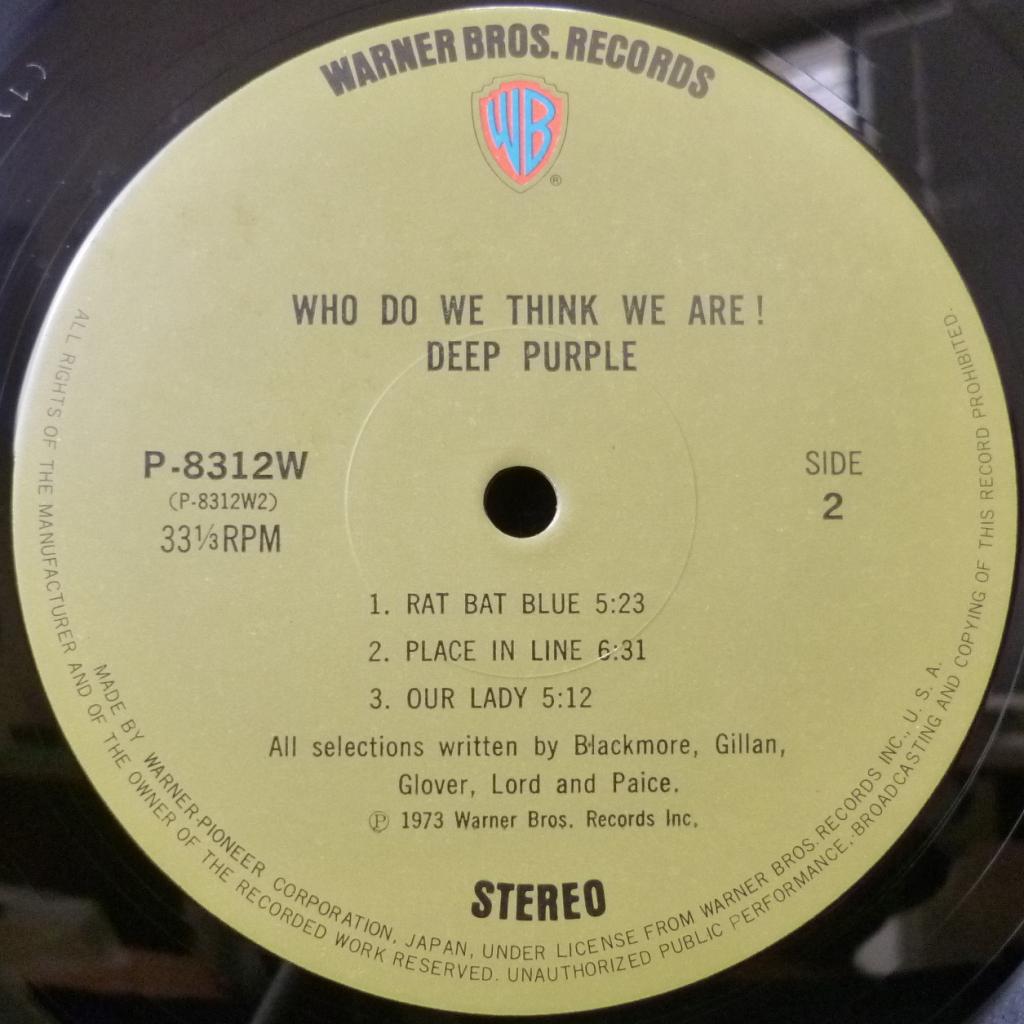 WARNER BROS. RECORDS
WB
®
WHO DO WE THINK WE ARE!
DEEP PURPLE
P-8312W
(P-8312W2)
33⅓RPM
SIDE
2
1. RAT BAT BLUE 5:23
2. PLACE IN LINE 6:31
3. OUR LADY 5:12
All selections written by Blackmore, Gillan,
Glover, Lord and Paice.
Ⓟ 1973 Warner Bros. Records Inc.
STEREO
MADE BY WARNER-PIONEER CORPORATION, JAPAN, UNDER LICENSE FROM WARNER BROS. RECORDS INC., U. S. A.
ALL RIGHTS OF THE MANUFACTURER AND OF THE OWNER OF THE RECORDED WORK RESERVED. UNAUTHORIZED PUBLIC PERFORMANCE, BROADCASTING AND COPYING OF THIS RECORD PROHIBITED.